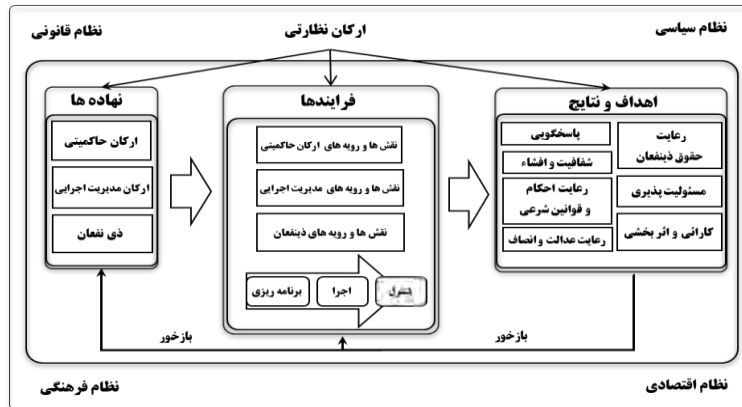 نظام سیاسی
ارکان نظارتی
نظام قانونی
اهداف و نتایج
رعایت
حقوق ذینفعان
مسئولیت پذیری
کارائی و اثر بخشی
پاسخگویی
شفافیت و افشاء
رعایت احکام
و قوانین شرعی
رعایت عدالت و انصاف
فرایندها
نقش ها و رویه های ارکان حاکمیتی
نقش ها و رویه های مدیریت اجرایی
نقش ها و رویه های ذینفعان
برنامه ریزی
اجرا
کنترل
نهاده ها
ارکان حاکمیتی
ارکان مدیریت اجرایی
ذی نفعان
بازخور
بازخور
نظام اقتصادی
نظام فرهنگی